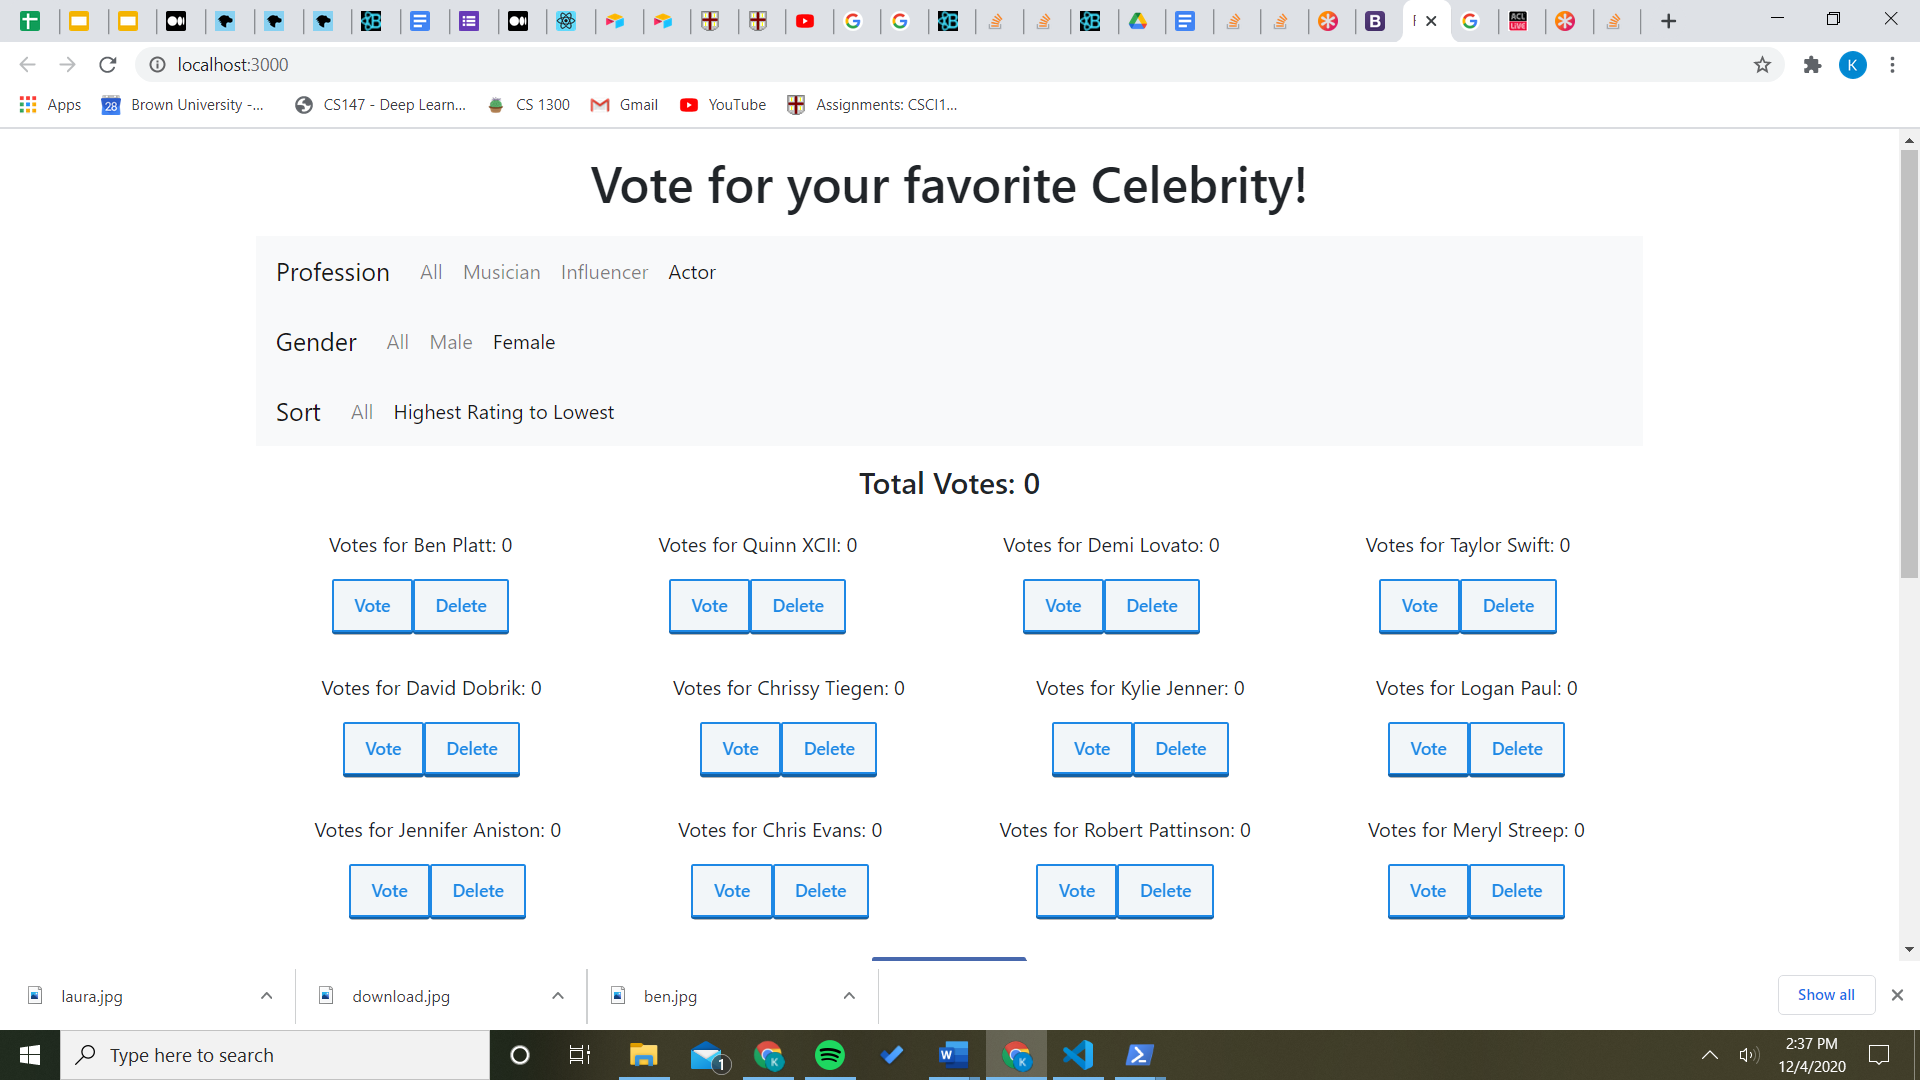 localhost:3000
K
Apps
28
Brown University -...
CS147 - Deep Learn...
CS 1300
Gmail
YouTube
Assignments: CSCI1...
Vote for your favorite Celebrity!
Profession All Musician Influencer Actor
Gender All Male Female
Sort All Highest Rating to Lowest
Total Votes: 0
Votes for Ben Platt: 0 Votes for Quinn XCII: 0 Votes for Demi Lovato: 0 Votes for Taylor Swift: 0
Vote Delete Vote Delete Vote Delete Vote Delete
Votes for David Dobrik: 0 Votes for Chrissy Tiegen: 0 Votes for Kylie Jenner: 0 Votes for Logan Paul: 0
Vote Delete Vote Delete Vote Delete Vote Delete
Votes for Jennifer Aniston: 0 Votes for Chris Evans: 0 Votes for Robert Pattinson: 0 Votes for Meryl Streep: 0
Vote Delete Vote Delete Vote Delete Vote Delete
laura.jpg download.jpg ben.jpg Show all
Type here to search
1
2:37 PM
12/4/2020